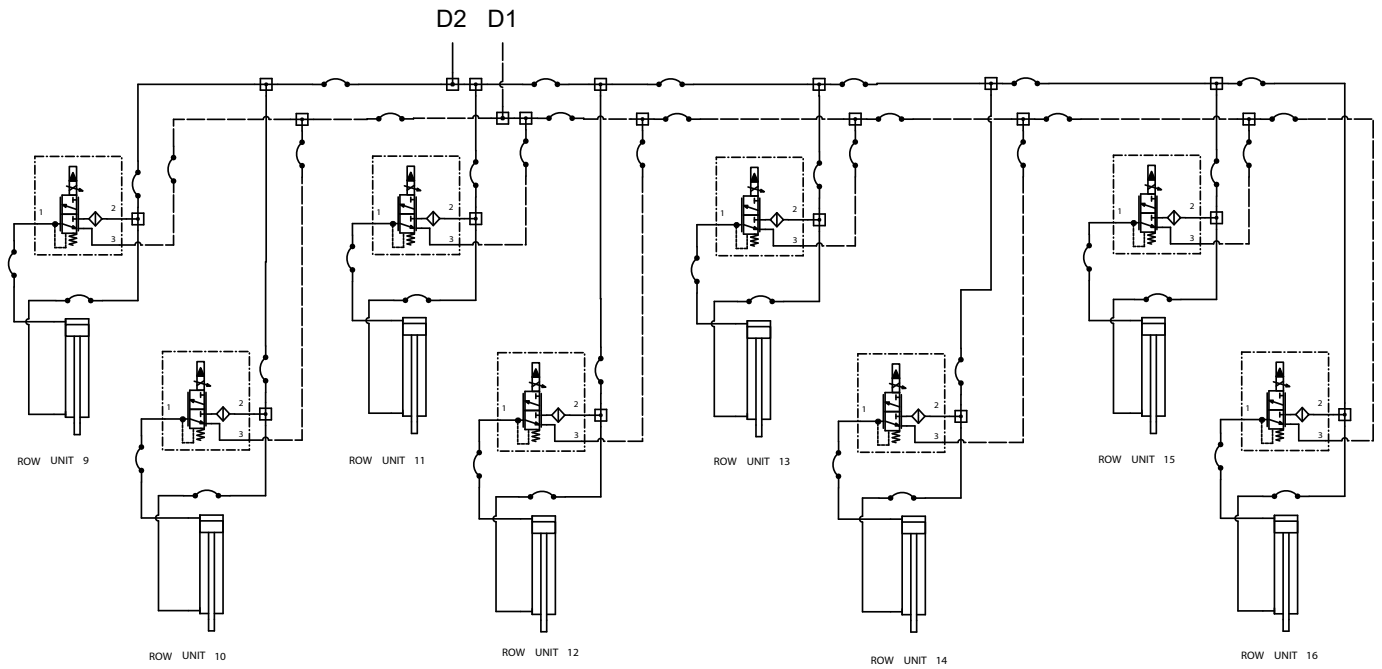 D2 D1
2
1
3
2
1
3
2
1
3
2
1
3
ROW UNIT 9
ROW UNIT 11
ROW UNIT 13
ROW UNIT 15
2
1
3
2
1
3
2
1
3
2
1
3
ROW UNIT 10
ROW UNIT 12
ROW UNIT 14
ROW UNIT 16